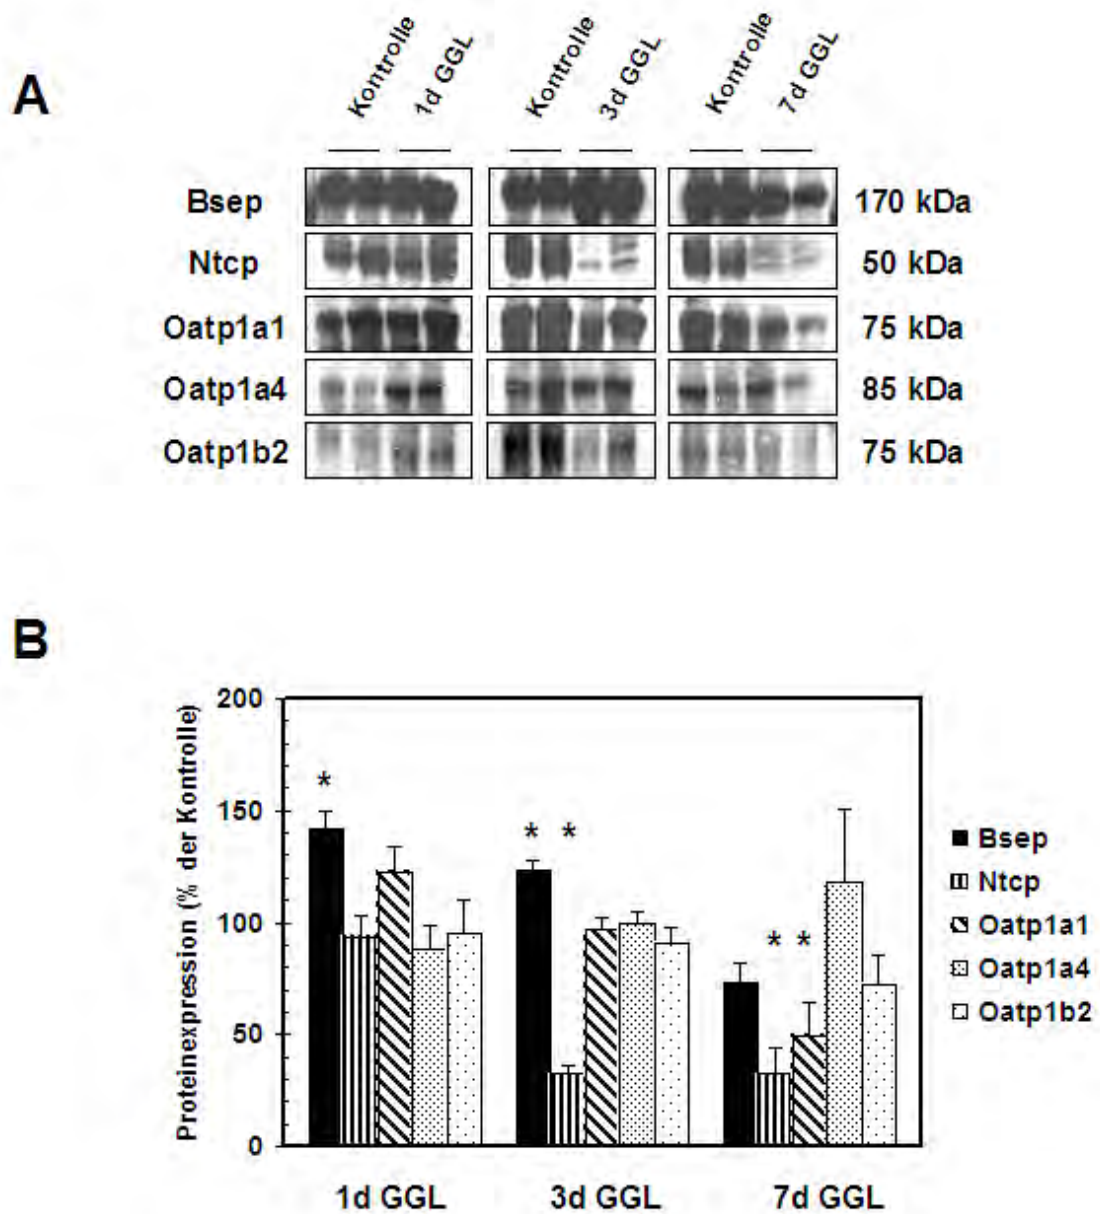 A
Kontrolle 1d GGL Kontrolle 3d GGL Kontrolle 7d GGL
Bsep 170 kDa
Ntcp 50 kDa
Oatp1a1 75 kDa
Oatp1a4 85 kDa
Oatp1b2 75 kDa
B
Proteinexpression (% der Kontrolle)
200
150
100
50
0
* * * * *
1d GGL 3d GGL 7d GGL
Bsep
Ntcp
Oatp1a1
Oatp1a4
Oatp1b2